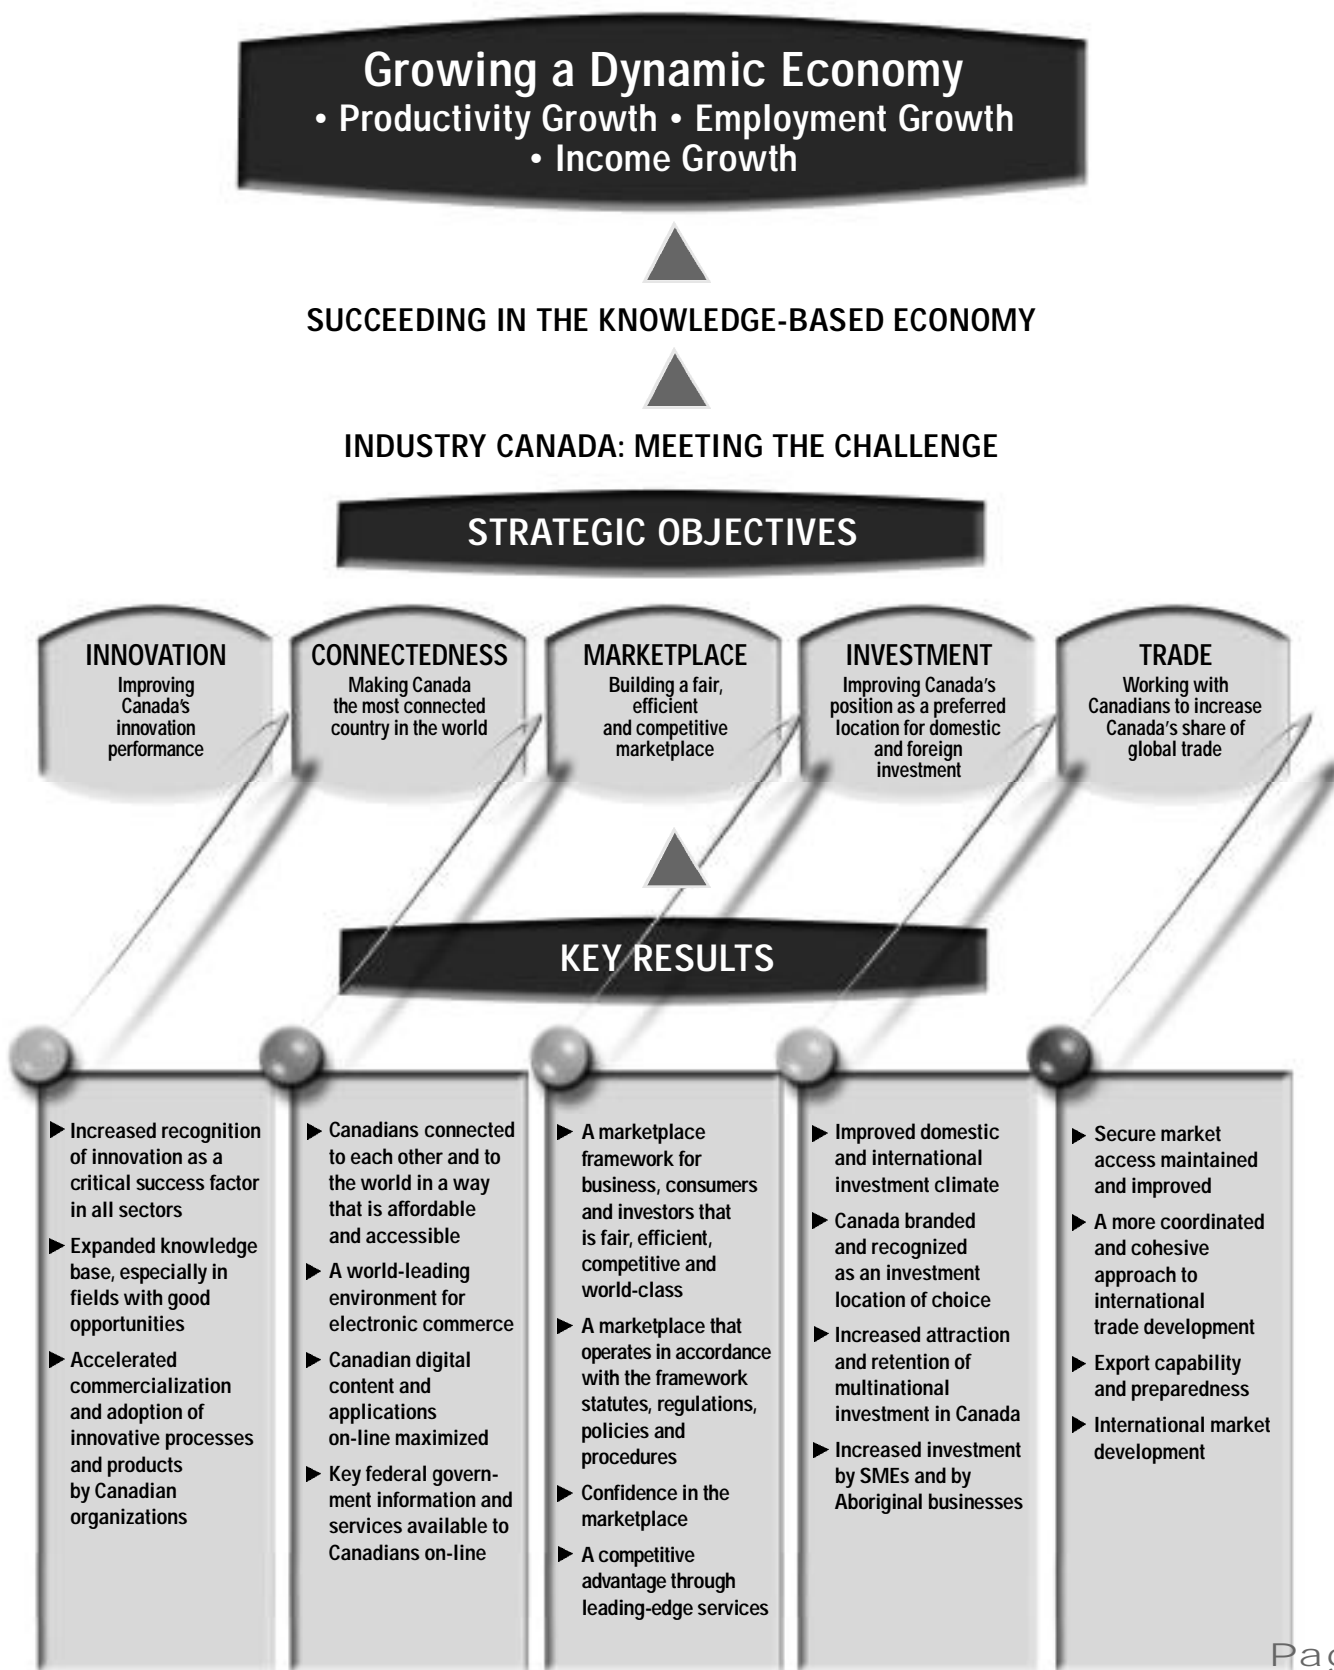 Growing a Dynamic Economy
• Productivity Growth • Employment Growth
• Income Growth
SUCCEEDING IN THE KNOWLEDGE-BASED ECONOMY
INDUSTRY CANADA: MEETING THE CHALLENGE
STRATEGIC OBJECTIVES
INNOVATION
Improving
Canada's
innovation
performance
CONNECTEDNESS
Making Canada
the most connected
country in the world
MARKETPLACE
Building a fair,
efficient
and competitive
marketplace
INVESTMENT
Improving Canada's
position as a preferred
location for domestic
and foreign
investment
TRADE
Working with
Canadians to increase
Canada's share of
global trade
KEY RESULTS
Increased recognition
of innovation as a
critical success factor
in all sectors
Expanded knowledge
base, especially in
fields with good
opportunities
Accelerated
commercialization
and adoption of
innovative processes
and products
by Canadian
organizations
Canadians connected
to each other and to
the world in a way
that is affordable
and accessible
A world-leading
environment for
electronic commerce
Canadian digital
content and
applications
on-line maximized
Key federal govern-
ment information and
services available to
Canadians on-line
A marketplace
framework for
business, consumers
and investors that
is fair, efficient,
competitive and
world-class
A marketplace that
operates in accordance
with the framework
statutes, regulations,
policies and
procedures
Confidence in the
marketplace
A competitive
advantage through
leading-edge services
Improved domestic
and international
investment climate
Canada branded
and recognized
as an investment
location of choice
Increased attraction
and retention of
multinational
investment in Canada
Increased investment
by SMEs and by
Aboriginal businesses
Secure market
access maintained
and improved
A more coordinated
and cohesive
approach to
international
trade development
Export capability
and preparedness
International market
development
Pag